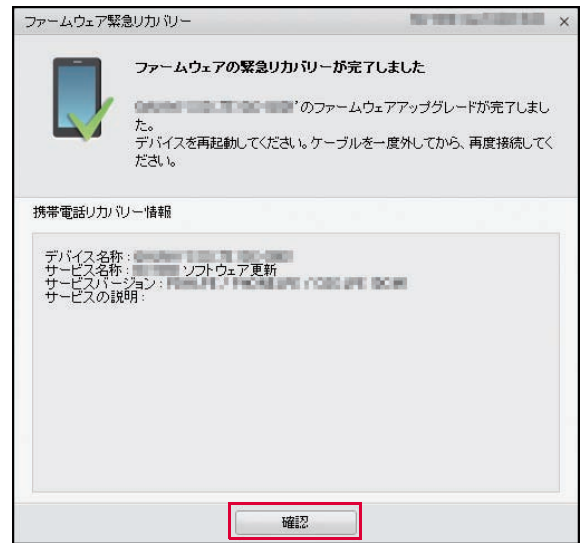 ファームウェア緊急リカバリー
ファームウェアの緊急リカバリーが完了しました
'のファームウェアアップグレードが完了しまし
た。
デバイスを再起動してください。ケーブルを一度外してから、再度接続してく
ださい。
携帯電話リカバリー情報
デバイス名称 :
サービス名称 : ソフトウェア更新
サービスバージョン :
サービスの説明 :
確認